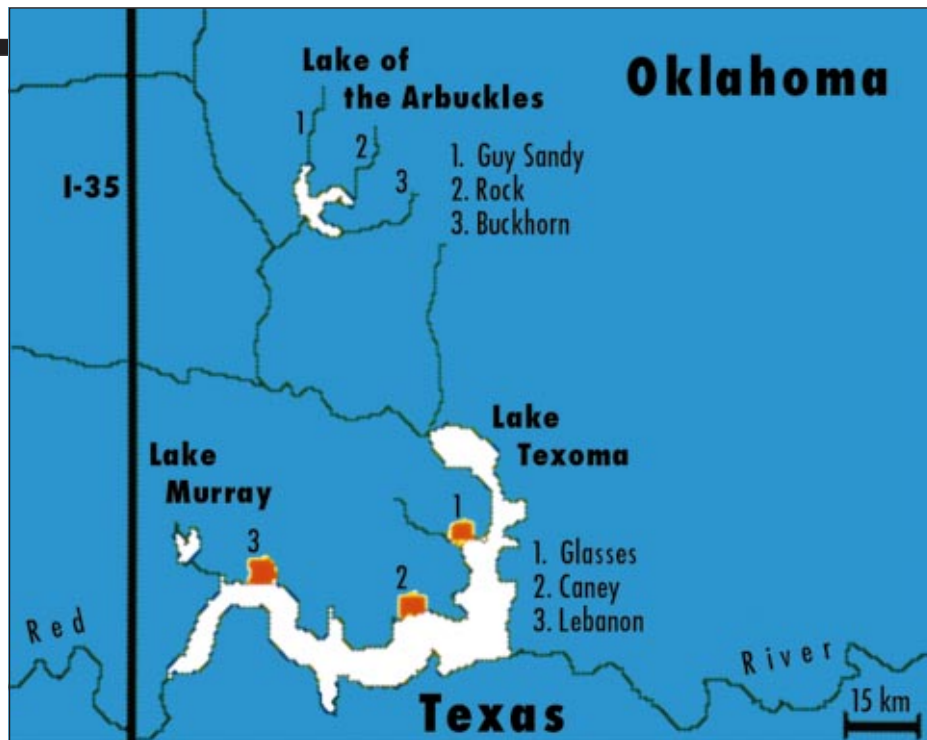 Lake of
the Arbuckles
Oklahoma
1
2
3
1. Guy Sandy
2. Rock
3. Buckhorn
I-35
Lake
Texoma
Lake
Murray
1
2
3
1. Glasses
2. Caney
3. Lebanon
Red
River
Texas
15 km